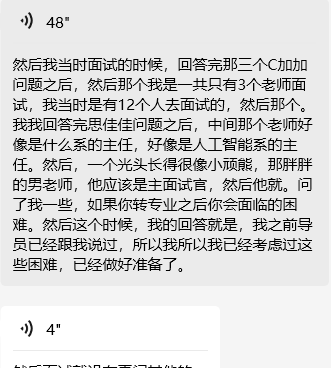 48"
然后我当时面试的时候，回答完那三个C加加
问题之后，然后那个我是一共只有3个老师面
试，我当时是有12个人去面试的，然后那个。
我我回答完思佳佳问题之后，中间那个老师好
像是什么系的主任，好像是人工智能系的主
任。然后，一个光头长得很像小顽熊，那胖胖
的男老师，他应该是主面试官，然后他就。问
了我一些，如果你转专业之后你会面临的困
难。然后这个时候，我的回答就是，我之前导
员已经跟我说过，所以我所以我已经考虑过这
些困难，已经做好准备了。
4"